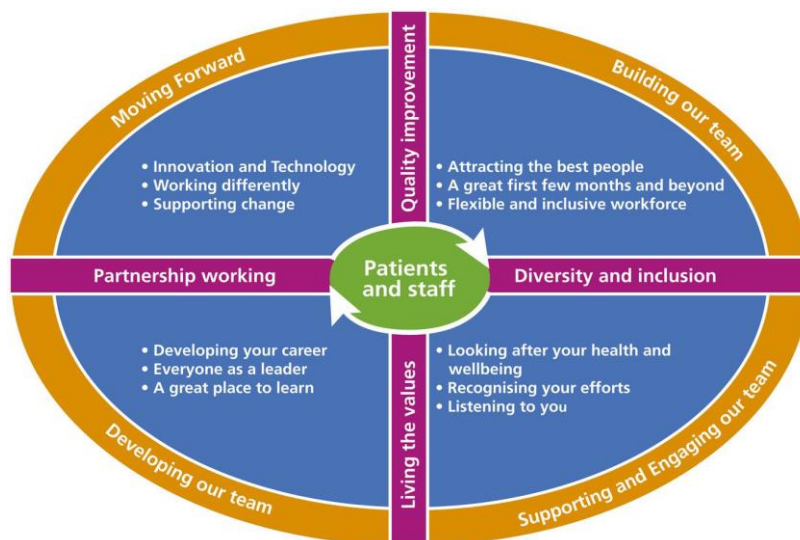 Moving Forward
Quality improvement
Building our team
• Innovation and Technology
• Working differently
• Supporting change
• Attracting the best people
• A great first few months and beyond
• Flexible and inclusive workforce
Partnership working
Patients
and staff
Diversity and inclusion
• Developing your career
• Everyone as a leader
• A great place to learn
• Looking after your health and
wellbeing
• Recognising your efforts
• Listening to you
Developing our team
Living the values
Supporting and Engaging our team